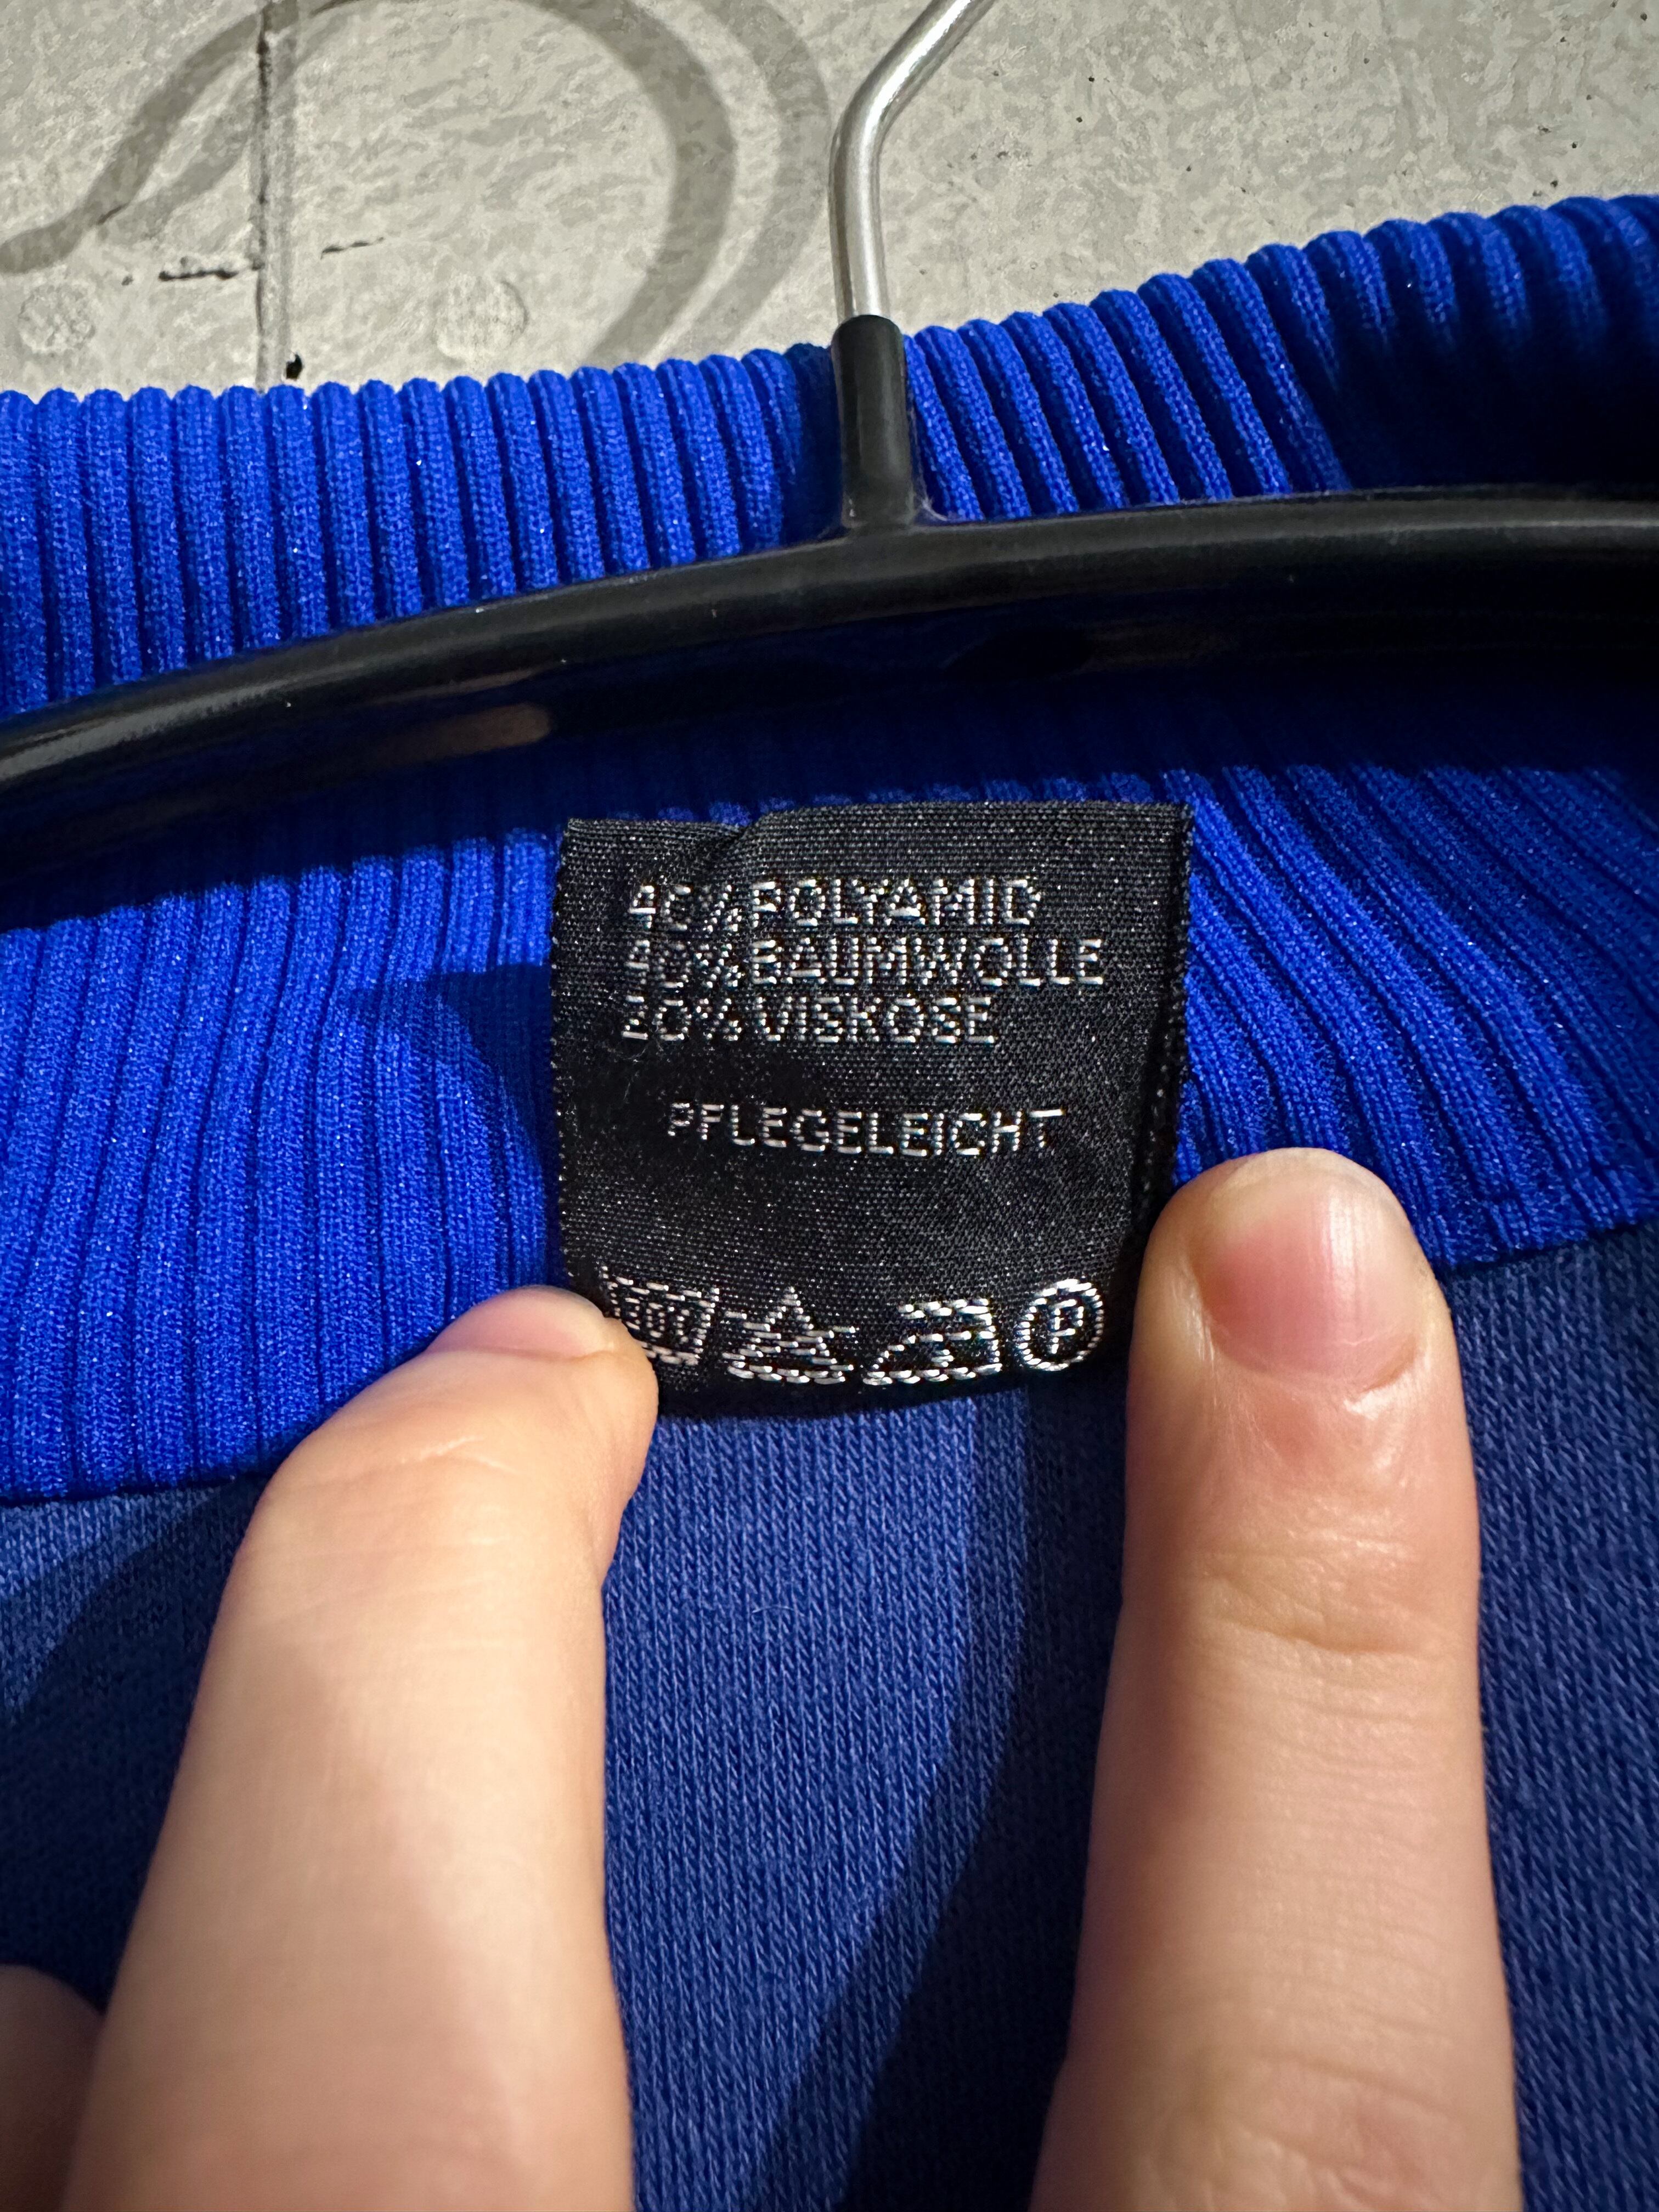 40% POLYAMID
40% BAUMWOLLE
20% VISKOSE
PFLEGELEICHT
P